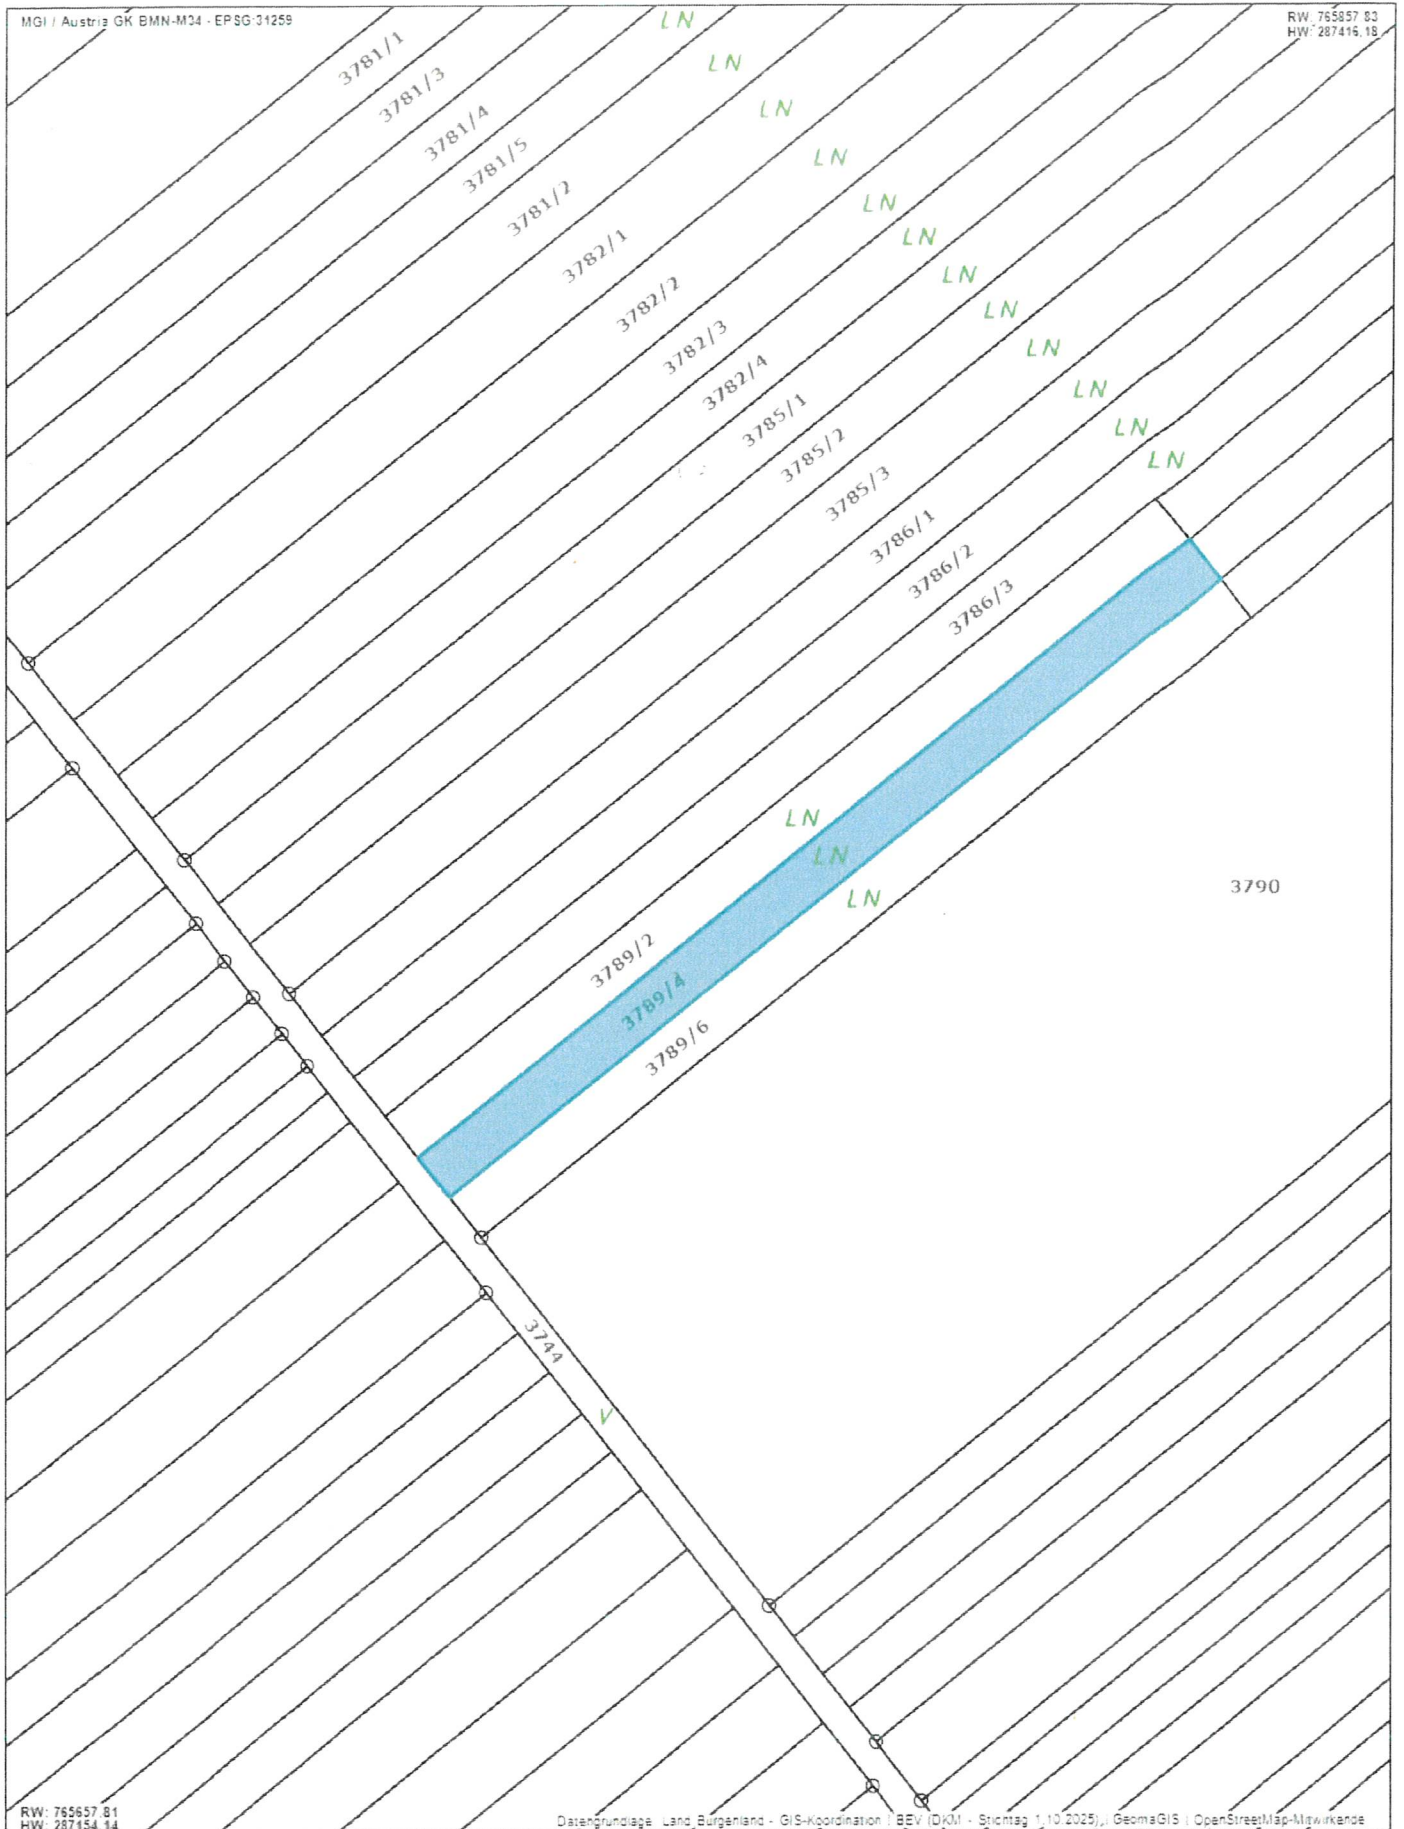 MGI / Austria GK BMN-M34 - EPSG:31259
RW: 765857.83
HW: 287416.18
LN
3781/1
LN
3781/3
LN
3781/4
LN
3781/5
LN
3781/2
LN
3782/1
LN
3782/2
LN
3782/3
LN
3782/4
LN
3785/1
LN
3785/2
LN
3785/3
3786/1
3786/2
3786/3
LN
LN
LN
3790
3789/2
3789/4
3789/6
3744
V
RW: 765657.81
HW: 287154.14
Datengrundlage: Land Burgenland - GIS-Koordination | BEV (DKM - Stichtag 1.10.2025), | GeomaGIS | OpenStreetMap-Mitwirkende